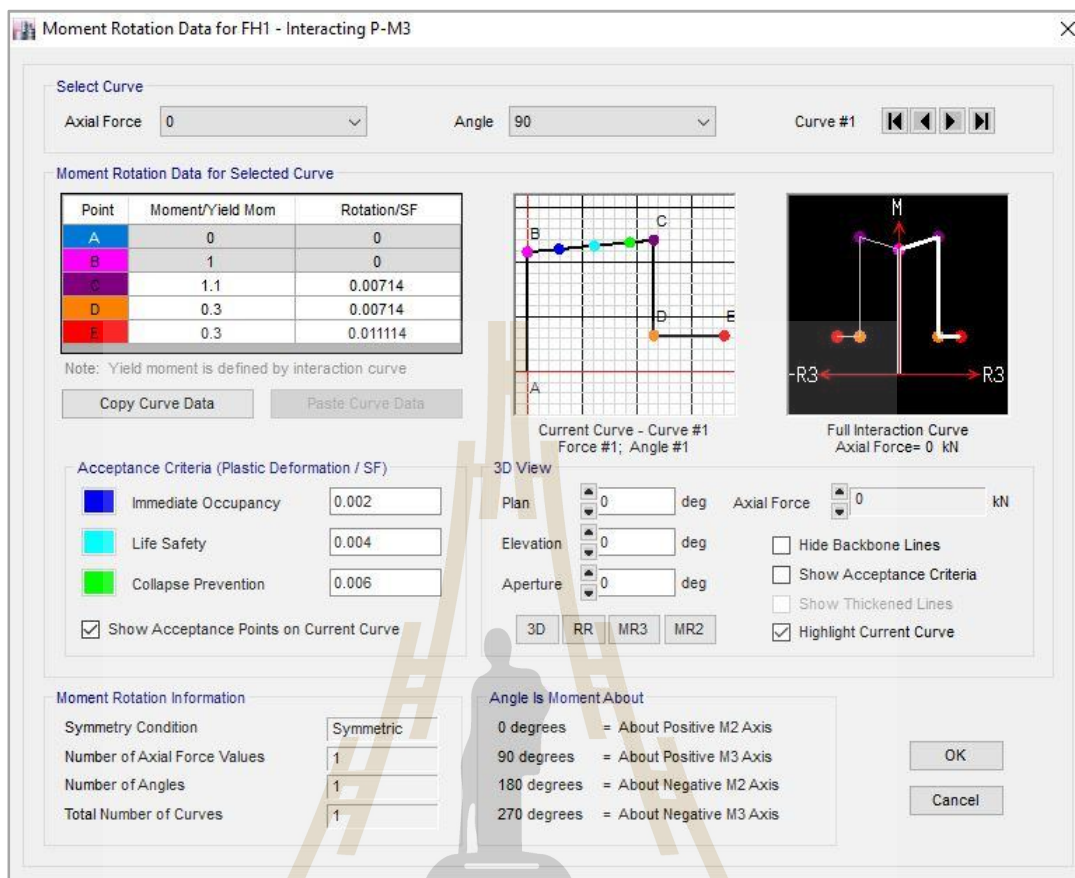 Moment Rotation Data for FH1 - Interacting P-M3
Select Curve
Axial Force 0 Angle 90 Curve #1
Moment Rotation Data for Selected Curve
Point Moment/Yield Mom Rotation/SF
A 0 0
B 1 0
C 1.1 0.00714
D 0.3 0.00714
E 0.3 0.011114
Note: Yield moment is defined by interaction curve
Copy Curve Data Paste Curve Data
B C
D E
A
Current Curve - Curve #1
Force #1; Angle #1
M
-R3 R3
Full Interaction Curve
Axial Force= 0 kN
Acceptance Criteria (Plastic Deformation / SF)
Immediate Occupancy 0.002
Life Safety 0.004
Collapse Prevention 0.006
Show Acceptance Points on Current Curve
3D View
Plan 0 deg Axial Force 0 kN
Elevation 0 deg Hide Backbone Lines
Aperture 0 deg Show Acceptance Criteria
Show Thickened Lines
3D RR MR3 MR2 Highlight Current Curve
Moment Rotation Information
Symmetry Condition Symmetric
Number of Axial Force Values 1
Number of Angles 1
Total Number of Curves 1
Angle Is Moment About
0 degrees = About Positive M2 Axis
90 degrees = About Positive M3 Axis
180 degrees = About Negative M2 Axis
270 degrees = About Negative M3 Axis
OK
Cancel